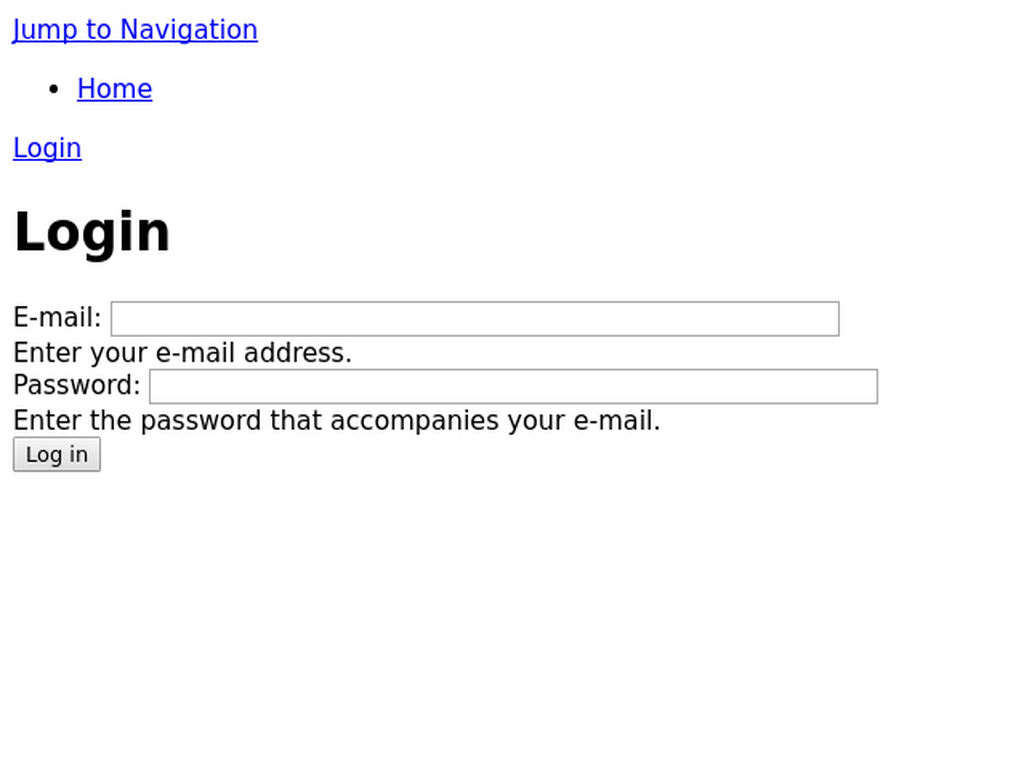 Jump to Navigation
Home
Login
Login
E-mail:
Enter your e-mail address.
Password:
Enter the password that accompanies your e-mail.
Log in